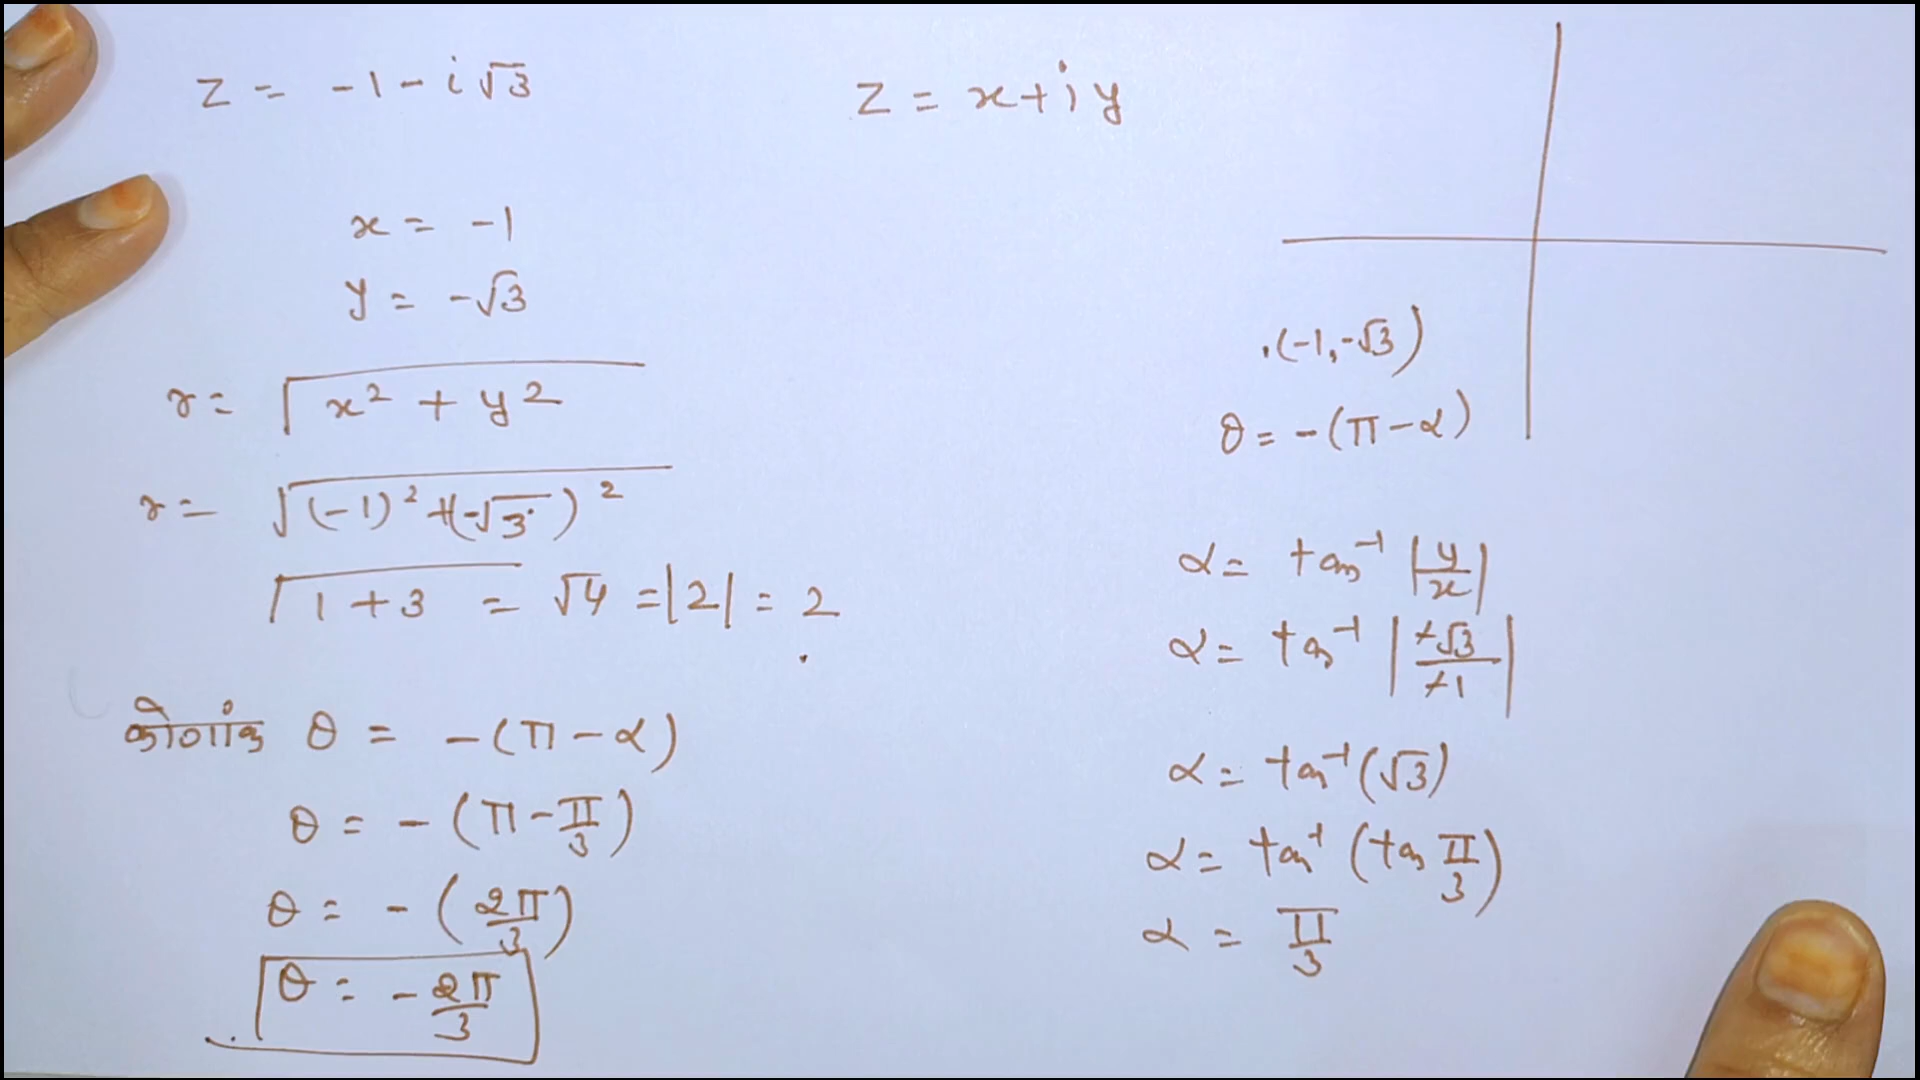 z = -1 - i√3
z = x + iy
x = -1
y = -√3
r = √x² + y²
r = √(-1)² + (-√3)²
√1 + 3 = √4 = |2| = 2
कोणांक θ = -(π - α)
θ = -(π - π/3)
θ = -(2π/3)
θ = -2π/3
(-1, -√3)
θ = -(π - α)
α = tan⁻¹ |y/x|
α = tan⁻¹ |+√3/+1|
α = tan⁻¹(√3)
α = tan⁻¹ (tan π/3)
α = π/3